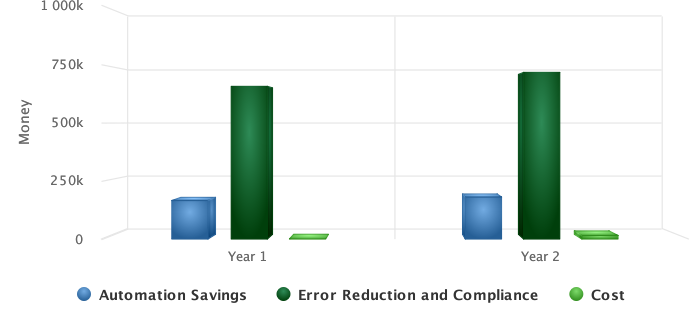 1 000k
750k
500k
250k
0
Money
Year 1
Year 2
Automation Savings
Error Reduction and Compliance
Cost